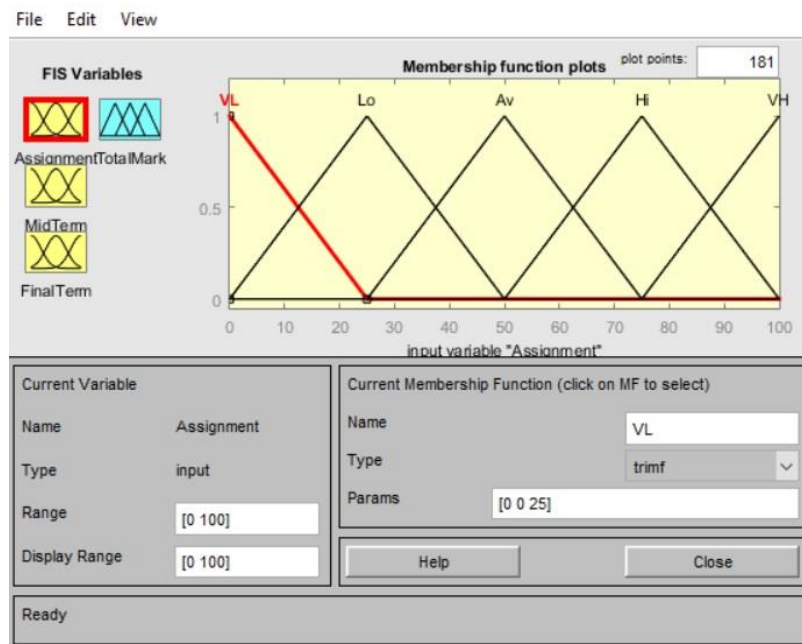 File Edit View
FIS Variables
Membership function plots
plot points:
181
VL
Lo
Av
Hi
VH
AssignmentTotalMark
MidTerm
FinalTerm
1
0.5
0
0 10 20 30 40 50 60 70 80 90 100
input variable "Assignment"
Current Variable
Name Assignment
Type input
Range [0 100]
Display Range [0 100]
Current Membership Function (click on MF to select)
Name VL
Type trimf
Params [0 0 25]
Help Close
Ready